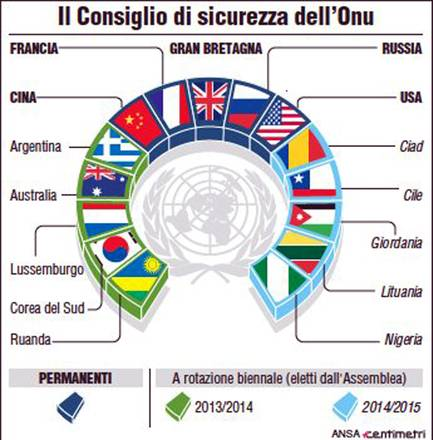 Il Consiglio di sicurezza dell'Onu
FRANCIA GRAN BRETAGNA RUSSIA
CINA USA
Argentina Ciad
Australia Cile
Giordania
Lussemburgo
Lituania
Corea del Sud
Ruanda Nigeria
PERMANENTI
A rotazione biennale (eletti dall'Assemblea)
2013/2014 2014/2015
ANSA centimetri